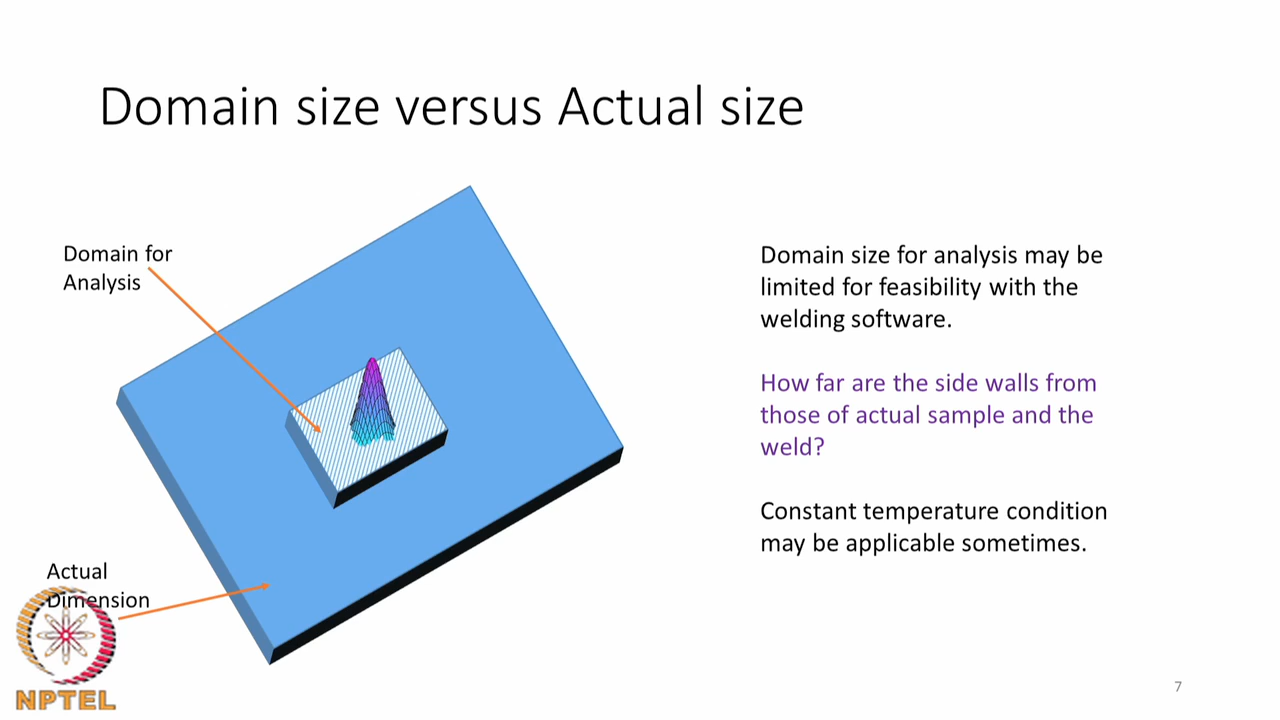 Domain size versus Actual size
Domain for
Analysis
Actual
Dimension
Domain size for analysis may be
limited for feasibility with the
welding software.
How far are the side walls from
those of actual sample and the
weld?
Constant temperature condition
may be applicable sometimes.
NPTEL
7